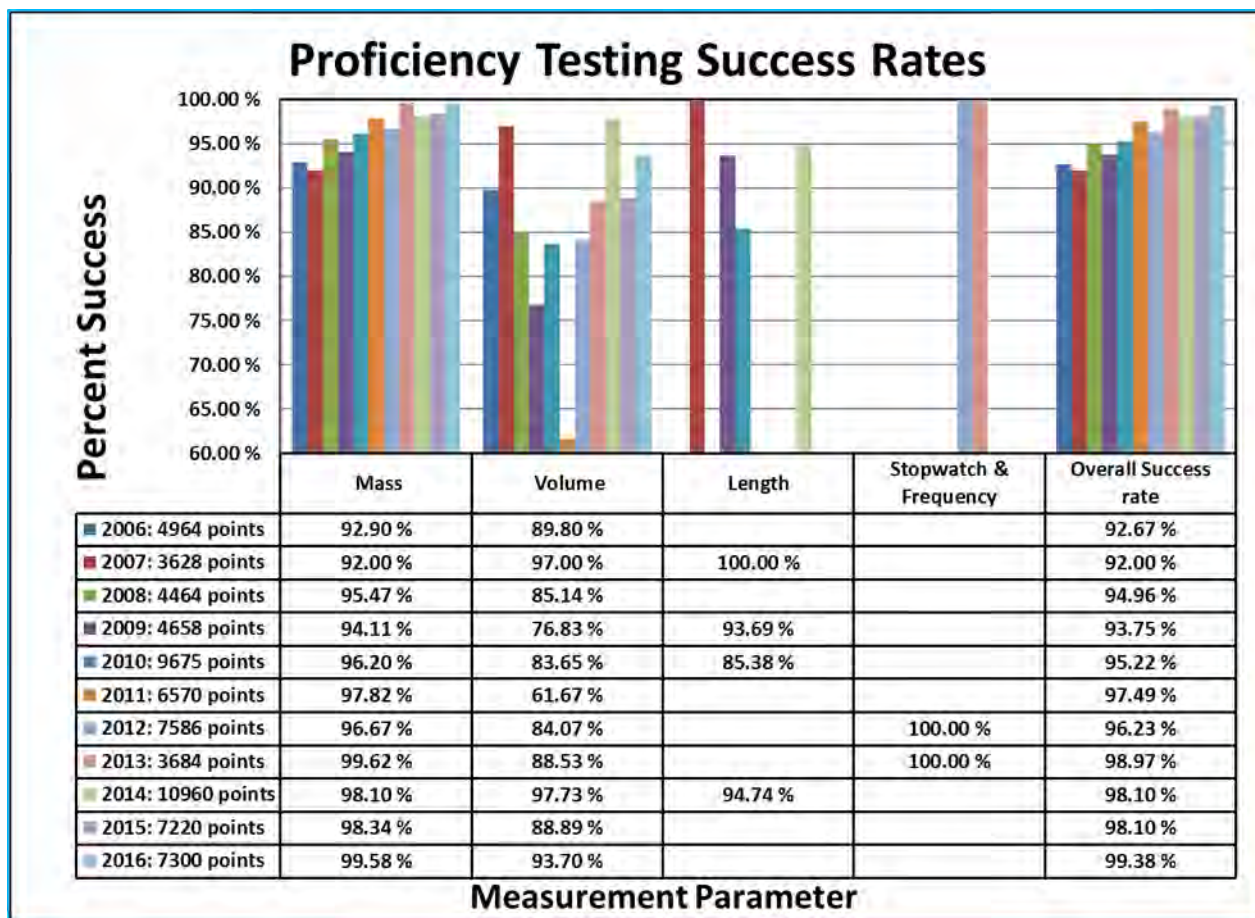 Proficiency Testing Success Rates
Percent Success
100.00 %
95.00 %
90.00 %
85.00 %
80.00 %
75.00 %
70.00 %
65.00 %
60.00 %
Mass Volume Length Stopwatch & Frequency Overall Success rate
2006: 4964 points 92.90 % 89.80 % 92.67 %
2007: 3628 points 92.00 % 97.00 % 100.00 % 92.00 %
2008: 4464 points 95.47 % 85.14 % 94.96 %
2009: 4658 points 94.11 % 76.83 % 93.69 % 93.75 %
2010: 9675 points 96.20 % 83.65 % 85.38 % 95.22 %
2011: 6570 points 97.82 % 61.67 % 97.49 %
2012: 7586 points 96.67 % 84.07 % 100.00 % 96.23 %
2013: 3684 points 99.62 % 88.53 % 100.00 % 98.97 %
2014: 10960 points 98.10 % 97.73 % 94.74 % 98.10 %
2015: 7220 points 98.34 % 88.89 % 98.10 %
2016: 7300 points 99.58 % 93.70 % 99.38 %
Measurement Parameter